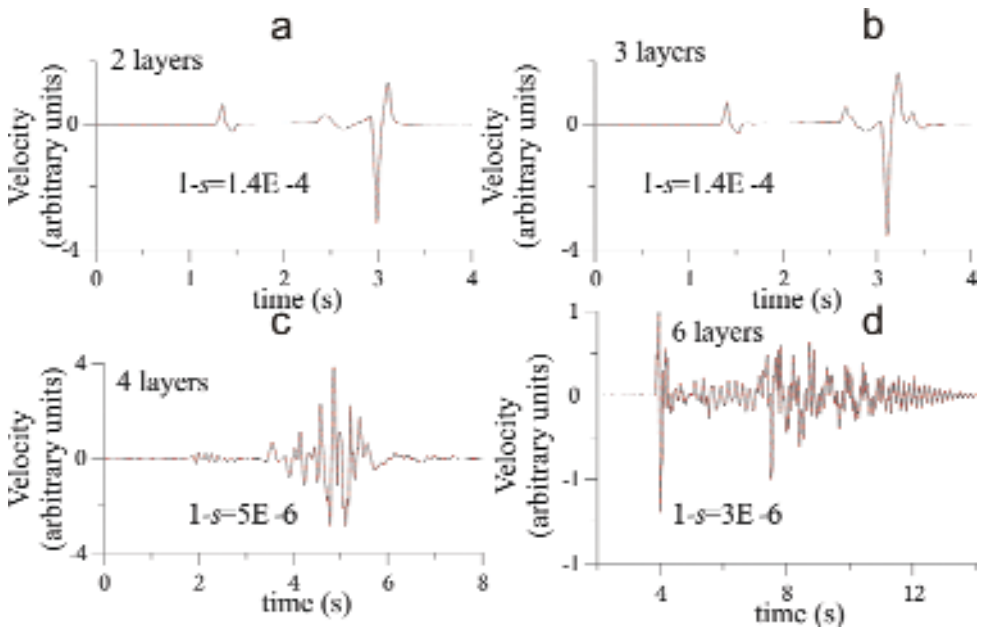 a
2 layers
Velocity
(arbitrary units)
0
-4
1-s=1.4E -4
0
1
2
3
4
time (s)
b
3 layers
Velocity
(arbitrary units)
0
-4
1-s=1.4E -4
0
1
2
3
4
time (s)
c
4 layers
Velocity
(arbitrary units)
4
0
-4
1-s=5E -6
0
2
4
6
8
time (s)
d
6 layers
Velocity
(arbitrary units)
1
0
-1
-1
1-s=3E -6
4
8
12
time (s)